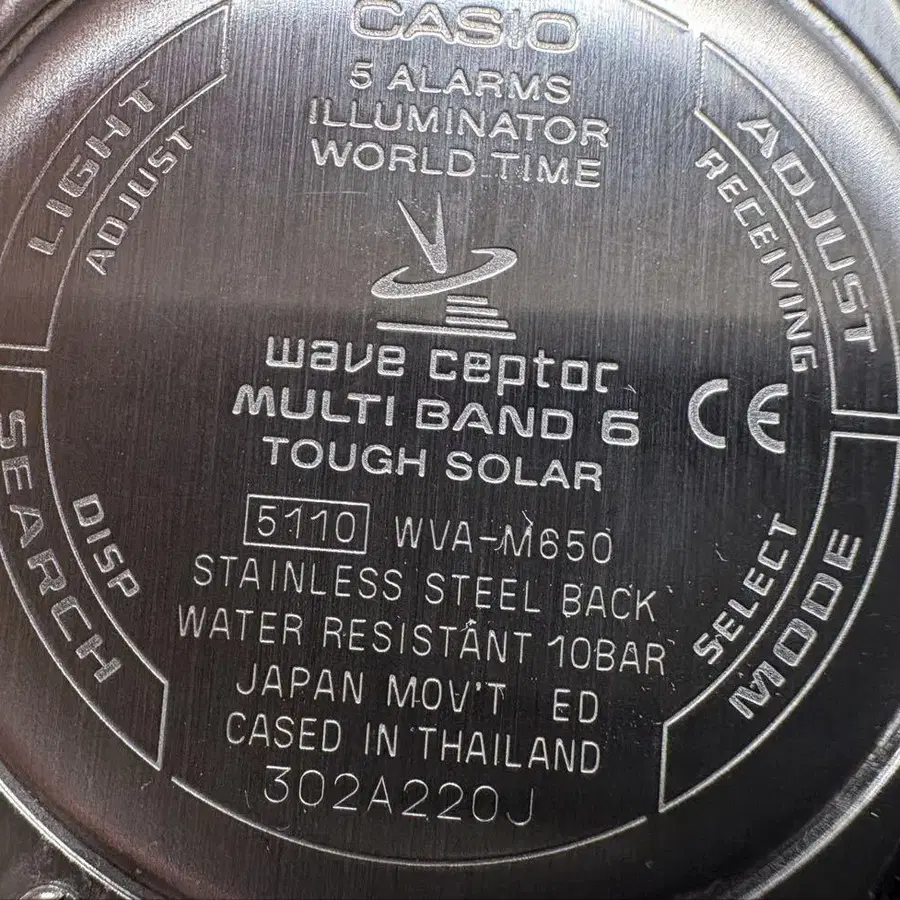 CASIO
5 ALARMS
ILLUMINATOR
WORLD TIME
LIGHT
ADJUST
ADJUST
RECEIVING
wave ceptor
MULTI BAND 6
CE
TOUGH SOLAR
5110 WVA-M650
STAINLESS STEEL BACK
WATER RESISTANT 10BAR
JAPAN MOV'T ED
CASED IN THAILAND
302A220J
SEARCH
DISP
SELECT
MODE